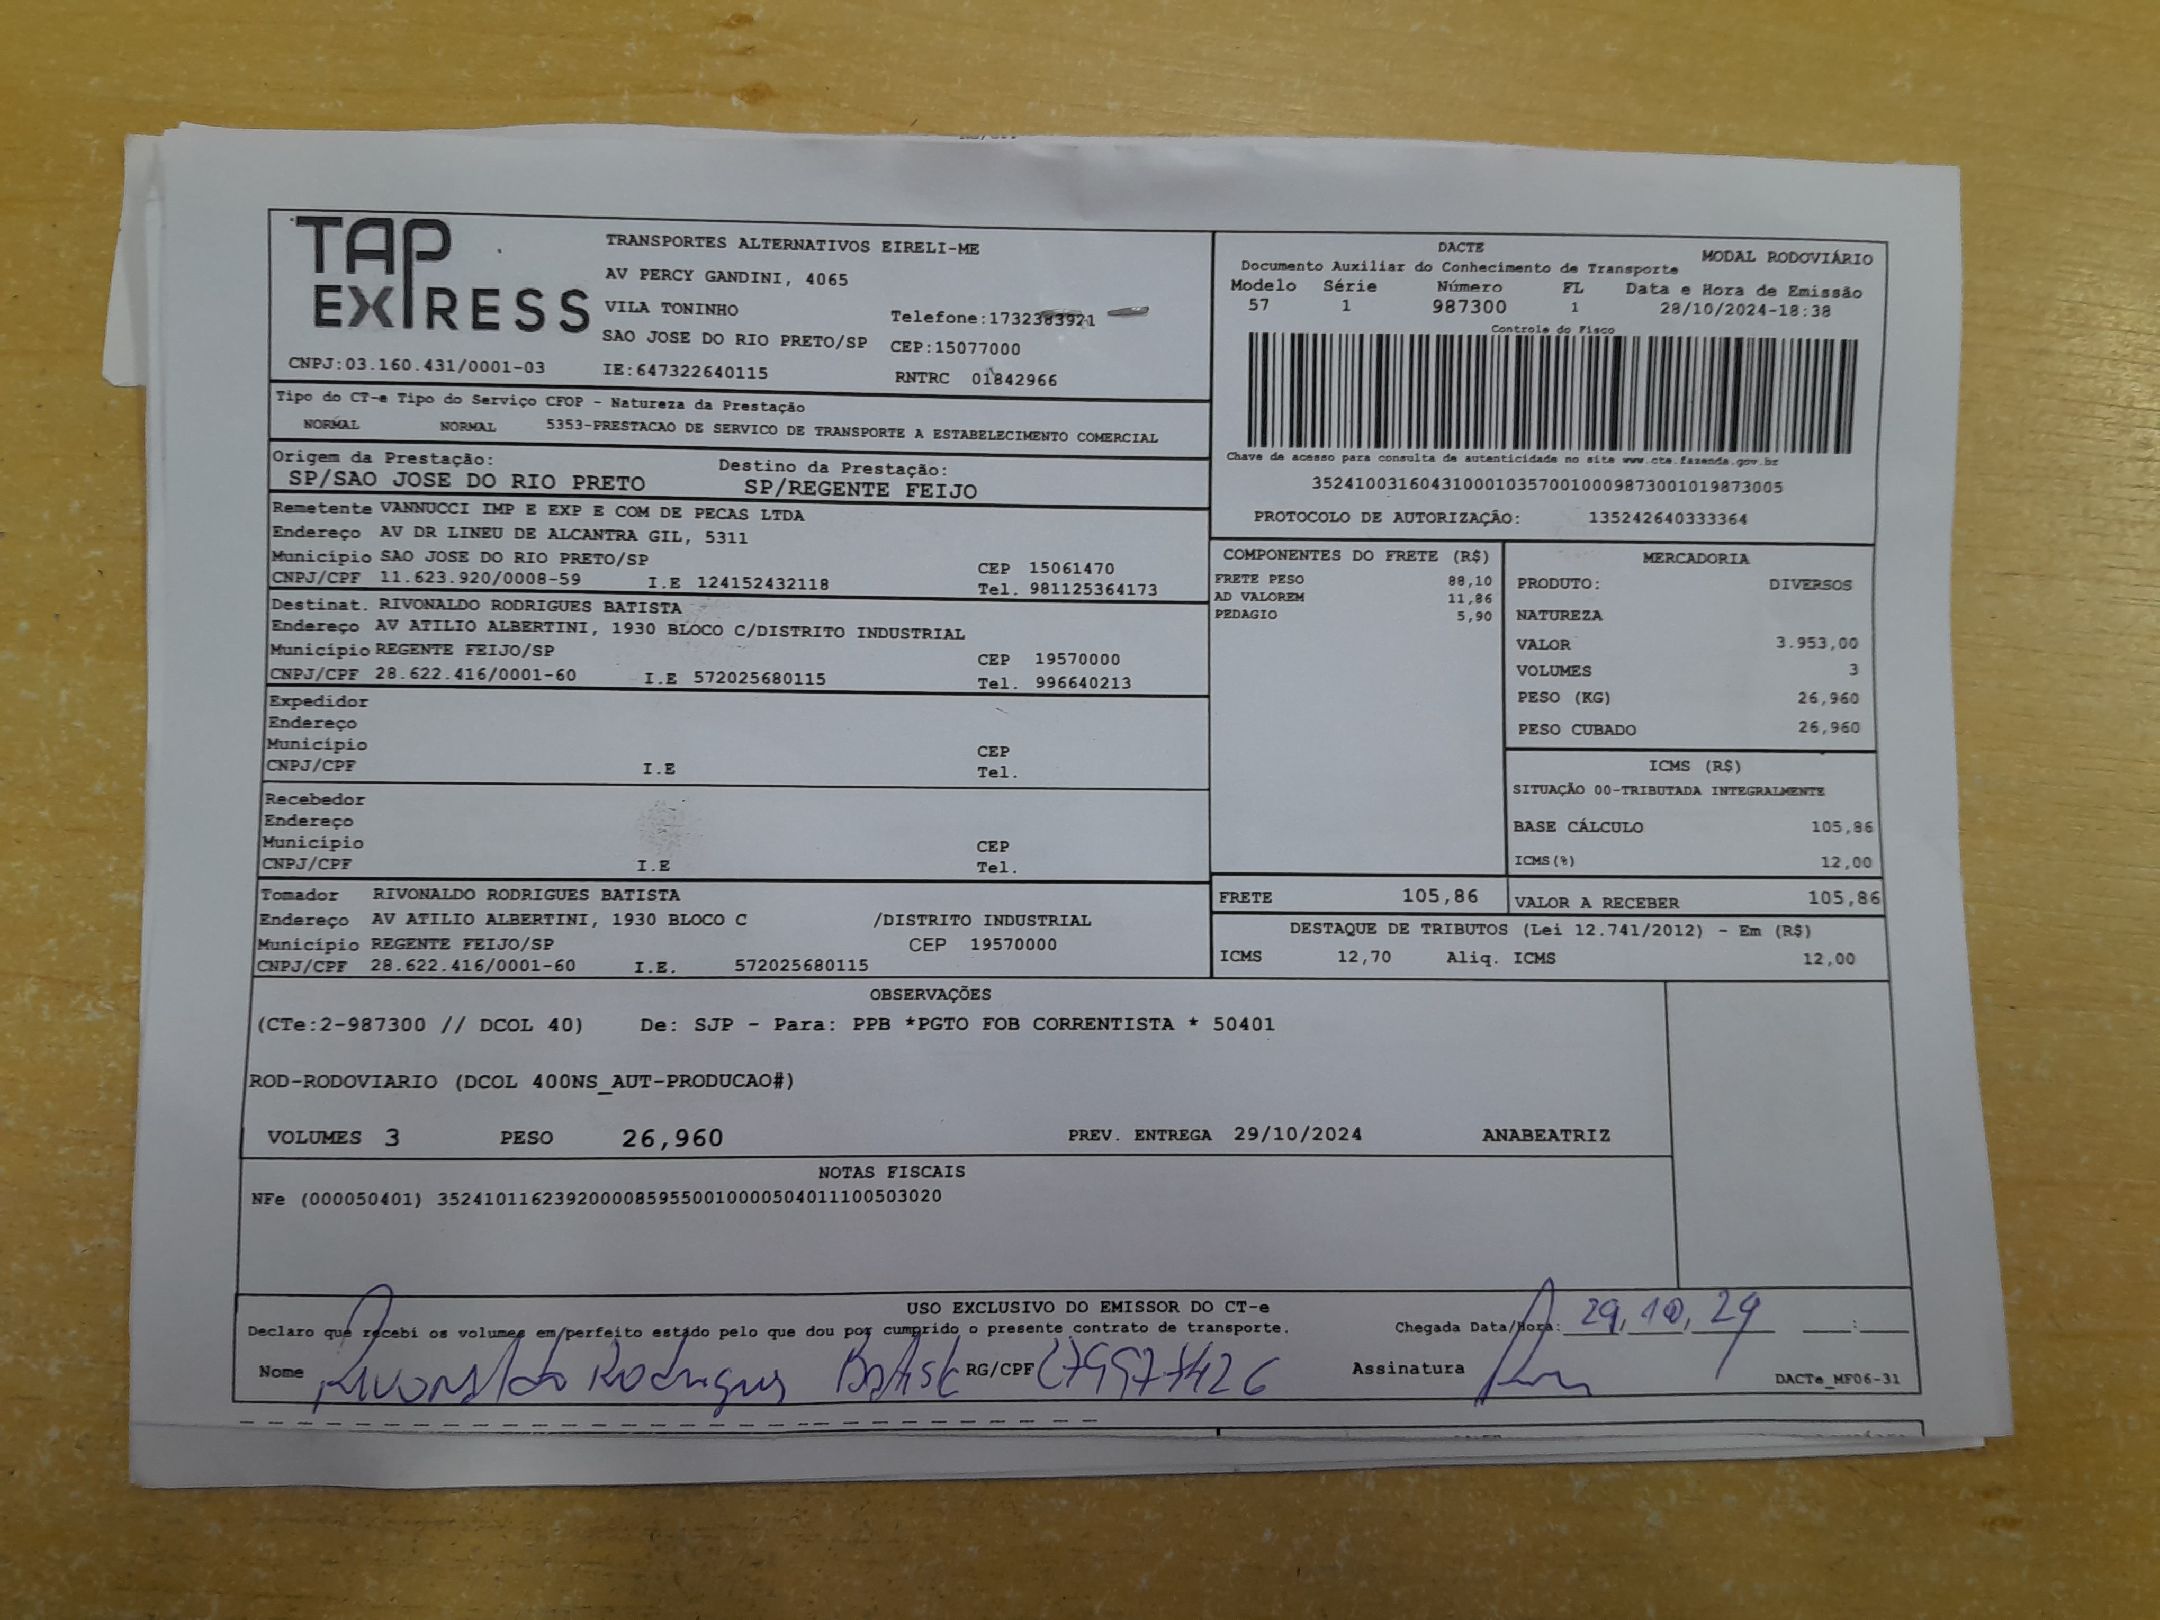 TAP EXPRESS
TRANSPORTES ALTERNATIVOS EIRELI-ME
AV PERCY GANDINI, 4065
VILA TONINHO
Telefone:1732383921
SAO JOSE DO RIO PRETO/SP CEP:15077000
CNPJ:03.160.431/0001-03 IE:647322640115 RNTRC 01842966
DACTE
MODAL RODOVIÁRIO
Documento Auxiliar do Conhecimento de Transporte
Modelo Série Número FL Data e Hora de Emissão
57 1 987300 1 28/10/2024-18:38
Controle do Fisco
Chave de acesso para consulta de autenticidade no site www.cte.fazenda.gov.br
35241003160431000103570010009873001019873005
PROTOCOLO DE AUTORIZAÇÃO: 135242640333364
Tipo do CT-e Tipo do Serviço CFOP - Natureza da Prestação
NORMAL NORMAL 5353-PRESTACAO DE SERVICO DE TRANSPORTE A ESTABELECIMENTO COMERCIAL
Origem da Prestação: Destino da Prestação:
SP/SAO JOSE DO RIO PRETO SP/REGENTE FEIJO
Remetente VANNUCCI IMP E EXP E COM DE PECAS LTDA
Endereço AV DR LINEU DE ALCANTRA GIL, 5311
Município SAO JOSE DO RIO PRETO/SP CEP 15061470
CNPJ/CPF 11.623.920/0008-59 I.E 124152432118 Tel. 981125364173
Destinat. RIVONALDO RODRIGUES BATISTA
Endereço AV ATILIO ALBERTINI, 1930 BLOCO C/DISTRITO INDUSTRIAL
Município REGENTE FEIJO/SP CEP 19570000
CNPJ/CPF 28.622.416/0001-60 I.E 572025680115 Tel. 996640213
Expedidor
Endereço
Município CEP
CNPJ/CPF I.E Tel.
Recebedor
Endereço
Município CEP
CNPJ/CPF I.E Tel.
Tomador RIVONALDO RODRIGUES BATISTA
Endereço AV ATILIO ALBERTINI, 1930 BLOCO C /DISTRITO INDUSTRIAL
Município REGENTE FEIJO/SP CEP 19570000
CNPJ/CPF 28.622.416/0001-60 I.E. 572025680115
COMPONENTES DO FRETE (R$)
FRETE PESO 88,10
AD VALOREM 11,86
PEDAGIO 5,90
MERCADORIA
PRODUTO: DIVERSOS
NATUREZA
VALOR 3.953,00
VOLUMES 3
PESO (KG) 26,960
PESO CUBADO 26,960
ICMS (R$)
SITUAÇÃO 00-TRIBUTADA INTEGRALMENTE
BASE CÁLCULO 105,86
ICMS(%) 12,00
FRETE 105,86 VALOR A RECEBER 105,86
DESTAQUE DE TRIBUTOS (Lei 12.741/2012) - Em (R$)
ICMS 12,70 Aliq. ICMS 12,00
OBSERVAÇÕES
(CTe:2-987300 // DCOL 40) De: SJP - Para: PPB *PGTO FOB CORRENTISTA * 50401
ROD-RODOVIARIO (DCOL 400NS_AUT-PRODUCAO#)
VOLUMES 3 PESO 26,960 PREV. ENTREGA 29/10/2024 ANABEATRIZ
NOTAS FISCAIS
NFe (000050401) 35241011623920000859550010000504011100503020
USO EXCLUSIVO DO EMISSOR DO CT-e
Declaro que recebi os volumes em perfeito estado pelo que dou por cumprido o presente contrato de transporte. Chegada Data/Hora: 29,10,24 :
Nome Rivonaldo Rodrigues Batista RG/CPF 279577426 Assinatura
DACTe_MF06-31